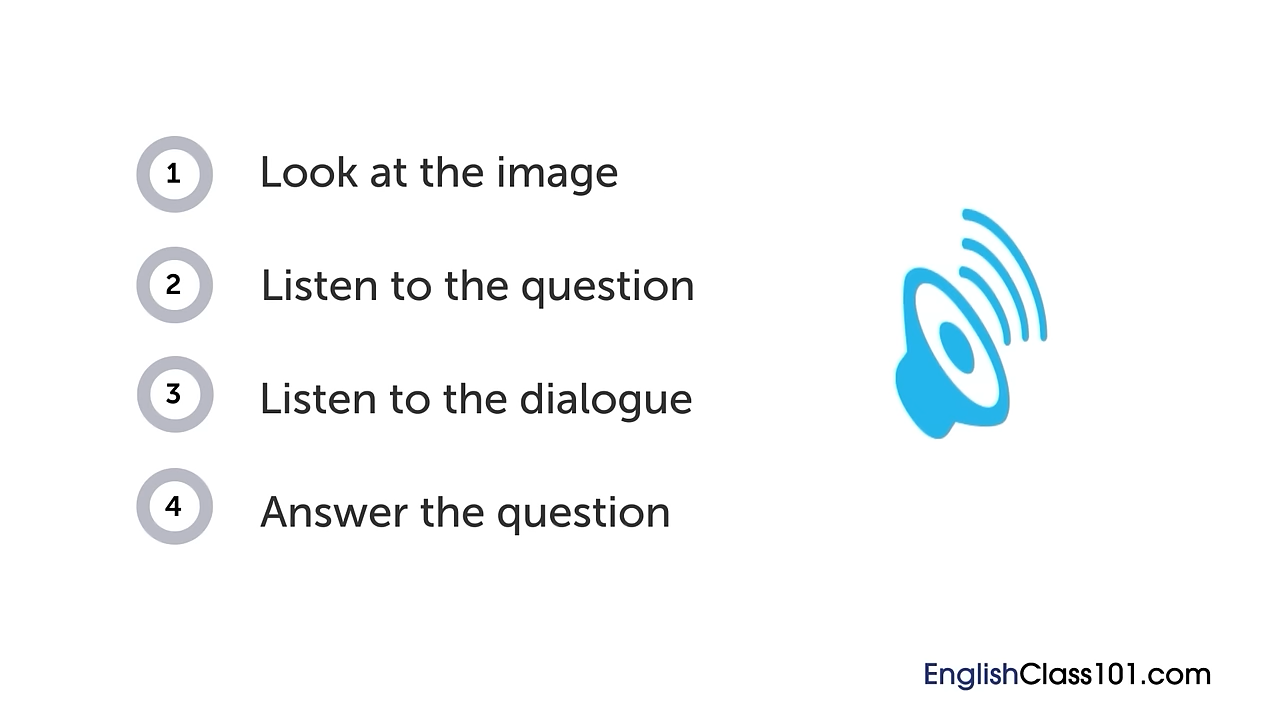 1 Look at the image
2 Listen to the question
3 Listen to the dialogue
4 Answer the question
EnglishClass101.com